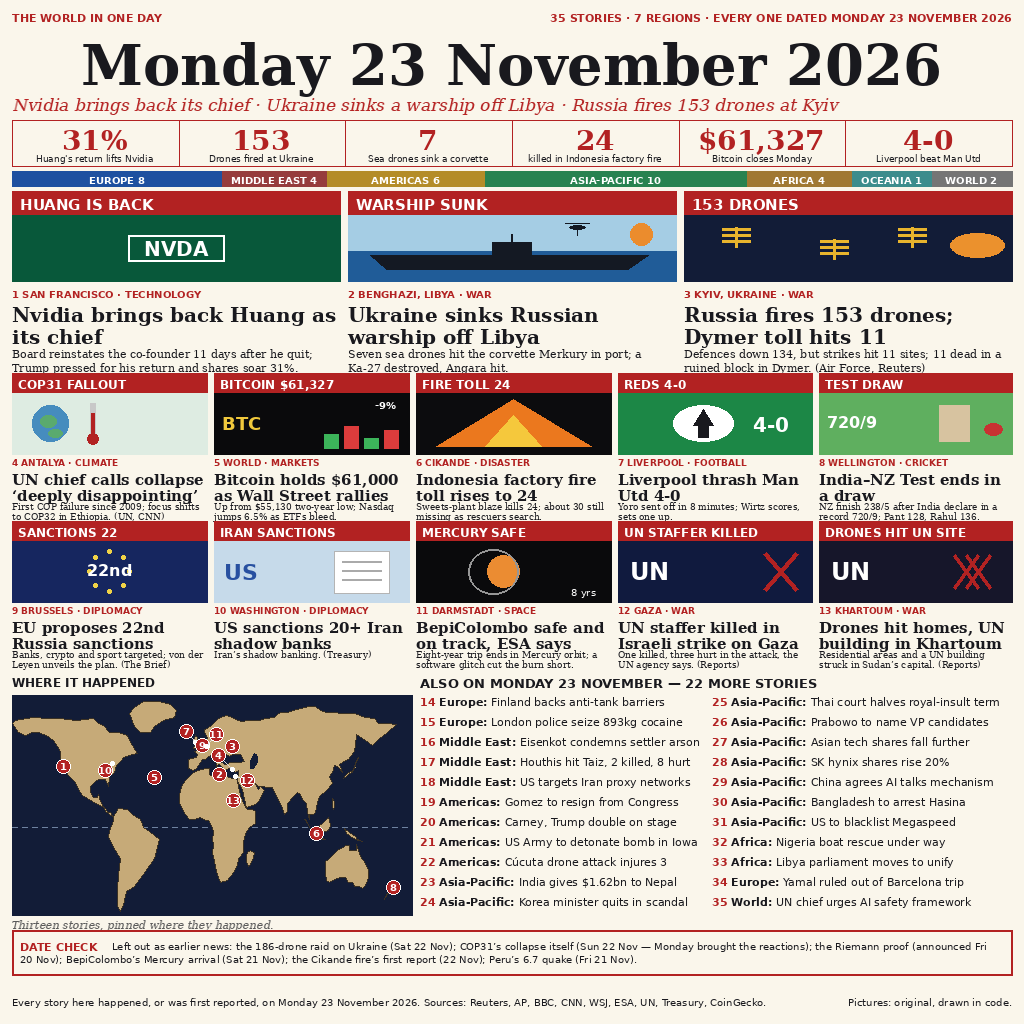 THE WORLD IN ONE DAY
35 STORIES · 7 REGIONS · EVERY ONE DATED MONDAY 23 NOVEMBER 2026
Monday 23 November 2026
Nvidia brings back its chief · Ukraine sinks a warship off Libya · Russia fires 153 drones at Kyiv
31%
Huang's return lifts Nvidia
153
Drones fired at Ukraine
7
Sea drones sink a corvette
24
killed in Indonesia factory fire
$61,327
Bitcoin closes Monday
4-0
Liverpool beat Man Utd
EUROPE 8
MIDDLE EAST 4
AMERICAS 6
ASIA-PACIFIC 10
AFRICA 4
OCEANIA 1
WORLD 2
HUANG IS BACK
NVDA
1 SAN FRANCISCO · TECHNOLOGY
Nvidia brings back Huang as
its chief
Board reinstates the co-founder 11 days after he quit;
Trump pressed for his return and shares soar 31%.
WARSHIP SUNK
2 BENGHAZI, LIBYA · WAR
Ukraine sinks Russian
warship off Libya
Seven sea drones hit the corvette Merkury in port; a
Ka-27 destroyed, Angara hit.
153 DRONES
3 KYIV, UKRAINE · WAR
Russia fires 153 drones;
Dymer toll hits 11
Defences down 134, but strikes hit 11 sites; 11 dead in a
ruined block in Dymer. (Air Force, Reuters)
COP31 FALLOUT
4 ANTALYA · CLIMATE
UN chief calls collapse
‘deeply disappointing’
First COP failure since 2009; focus shifts
to COP32 in Ethiopia. (UN, CNN)
BITCOIN $61,327
BTC
-9%
5 WORLD · MARKETS
Bitcoin holds $61,000
as Wall Street rallies
Up from $55,130 two-year low; Nasdaq
jumps 6.5% as ETFs bleed.
FIRE TOLL 24
6 CIKANDE · DISASTER
Indonesia factory fire
toll rises to 24
Sweets-plant blaze kills 24; about 30 still
missing as rescuers search.
REDS 4-0
4-0
7 LIVERPOOL · FOOTBALL
Liverpool thrash Man
Utd 4-0
Yoro sent off in 8 minutes; Wirtz scores,
sets one up.
TEST DRAW
720/9
8 WELLINGTON · CRICKET
India–NZ Test ends in
a draw
NZ finish 238/5 after India declare in a
record 720/9; Pant 128, Rahul 136.
SANCTIONS 22
22nd
9 BRUSSELS · DIPLOMACY
EU proposes 22nd
Russia sanctions
Banks, crypto and sport targeted; von der
Leyen unveils the plan. (The Brief)
IRAN SANCTIONS
US
10 WASHINGTON · DIPLOMACY
US sanctions 20+ Iran
shadow banks
Iran’s shadow banking. (Treasury)
MERCURY SAFE
8 yrs
11 DARMSTADT · SPACE
BepiColombo safe and
on track, ESA says
Eight-year trip ends in Mercury orbit; a
software glitch cut the burn short.
UN STAFFER KILLED
UN
12 GAZA · WAR
UN staffer killed in
Israeli strike on Gaza
One killed, three hurt in the attack, the
UN agency says. (Reports)
DRONES HIT UN SITE
UN
13 KHARTOUM · WAR
Drones hit homes, UN
building in Khartoum
Residential areas and a UN building
struck in Sudan’s capital. (Reports)
WHERE IT HAPPENED
1
2
3
4
5
6
7
8
9
10
11
12
13
Thirteen stories, pinned where they happened.
ALSO ON MONDAY 23 NOVEMBER — 22 MORE STORIES
14 Europe: Finland backs anti-tank barriers
15 Europe: London police seize 893kg cocaine
16 Middle East: Eisenkot condemns settler arson
17 Middle East: Houthis hit Taiz, 2 killed, 8 hurt
18 Middle East: US targets Iran proxy networks
19 Americas: Gomez to resign from Congress
20 Americas: Carney, Trump double on stage
21 Americas: US Army to detonate bomb in Iowa
22 Americas: Cúcuta drone attack injures 3
23 Asia-Pacific: India gives $1.62bn to Nepal
24 Asia-Pacific: Korea minister quits in scandal
25 Asia-Pacific: Thai court halves royal-insult term
26 Asia-Pacific: Prabowo to name VP candidates
27 Asia-Pacific: Asian tech shares fall further
28 Asia-Pacific: SK hynix shares rise 20%
29 Asia-Pacific: China agrees AI talks mechanism
30 Asia-Pacific: Bangladesh to arrest Hasina
31 Asia-Pacific: US to blacklist Megaspeed
32 Africa: Nigeria boat rescue under way
33 Africa: Libya parliament moves to unify
34 Europe: Yamal ruled out of Barcelona trip
35 World: UN chief urges AI safety framework
DATE CHECK Left out as earlier news: the 186-drone raid on Ukraine (Sat 22 Nov); COP31’s collapse itself (Sun 22 Nov — Monday brought the reactions); the Riemann proof (announced Fri
20 Nov); BepiColombo’s Mercury arrival (Sat 21 Nov); the Cikande fire’s first report (22 Nov); Peru’s 6.7 quake (Fri 21 Nov).
Every story here happened, or was first reported, on Monday 23 November 2026. Sources: Reuters, AP, BBC, CNN, WSJ, ESA, UN, Treasury, CoinGecko.
Pictures: original, drawn in code.